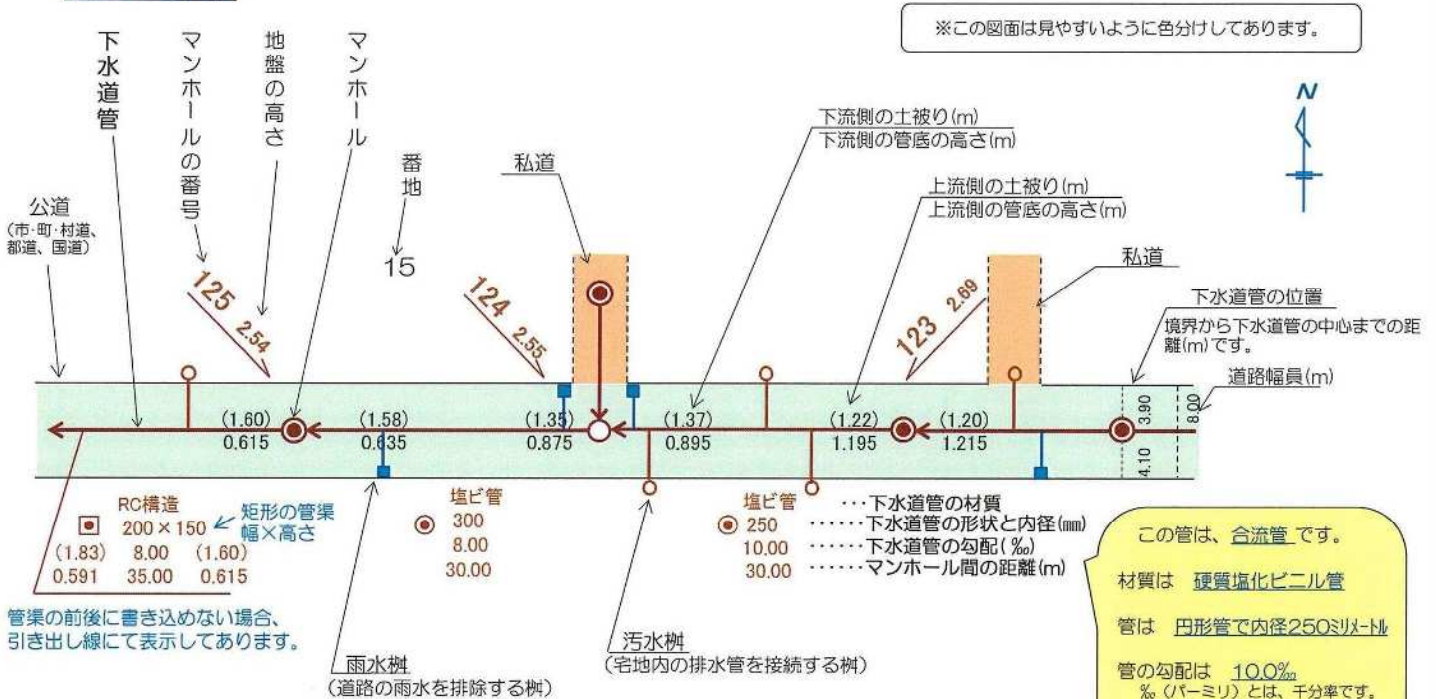 ※この図面は見やすいように色分けしてあります。
下水道管
マンホールの番号
地盤の高さ
マンホール
番地
私道
下流側の土被り(m)
下流側の管底の高さ(m)
上流側の土被り(m)
上流側の管底の高さ(m)
N
公道
(市・町・村道、
都道、国道)
15
私道
125 2.54
124 2.55
123 2.69
下水道管の位置
境界から下水道管の中心までの距
離(m)です。
道路幅員(m)
(1.60) (1.58) (1.35) (1.37) (1.22) (1.20)
0.615 0.635 0.875 0.895 1.195 1.215
3.90
4.10
8.00
RC構造
200×150
(1.83) 8.00 (1.60)
0.591 35.00 0.615
矩形の管渠
幅×高さ
塩ビ管
300
8.00
30.00
塩ビ管 …下水道管の材質
250 ……下水道管の形状と内径(㎜)
10.00 ……下水道管の勾配(‰)
30.00 ……マンホール間の距離(m)
管渠の前後に書き込めない場合、
引き出し線にて表示してあります。
雨水桝
(道路の雨水を排除する桝)
汚水桝
(宅地内の排水管を接続する桝)
この管は、合流管です。
材質は 硬質塩化ビニル管
管は 円形管で内径250ミリメートル
管の勾配は 10.0‰
‰(パーミリ)とは、千分率です。